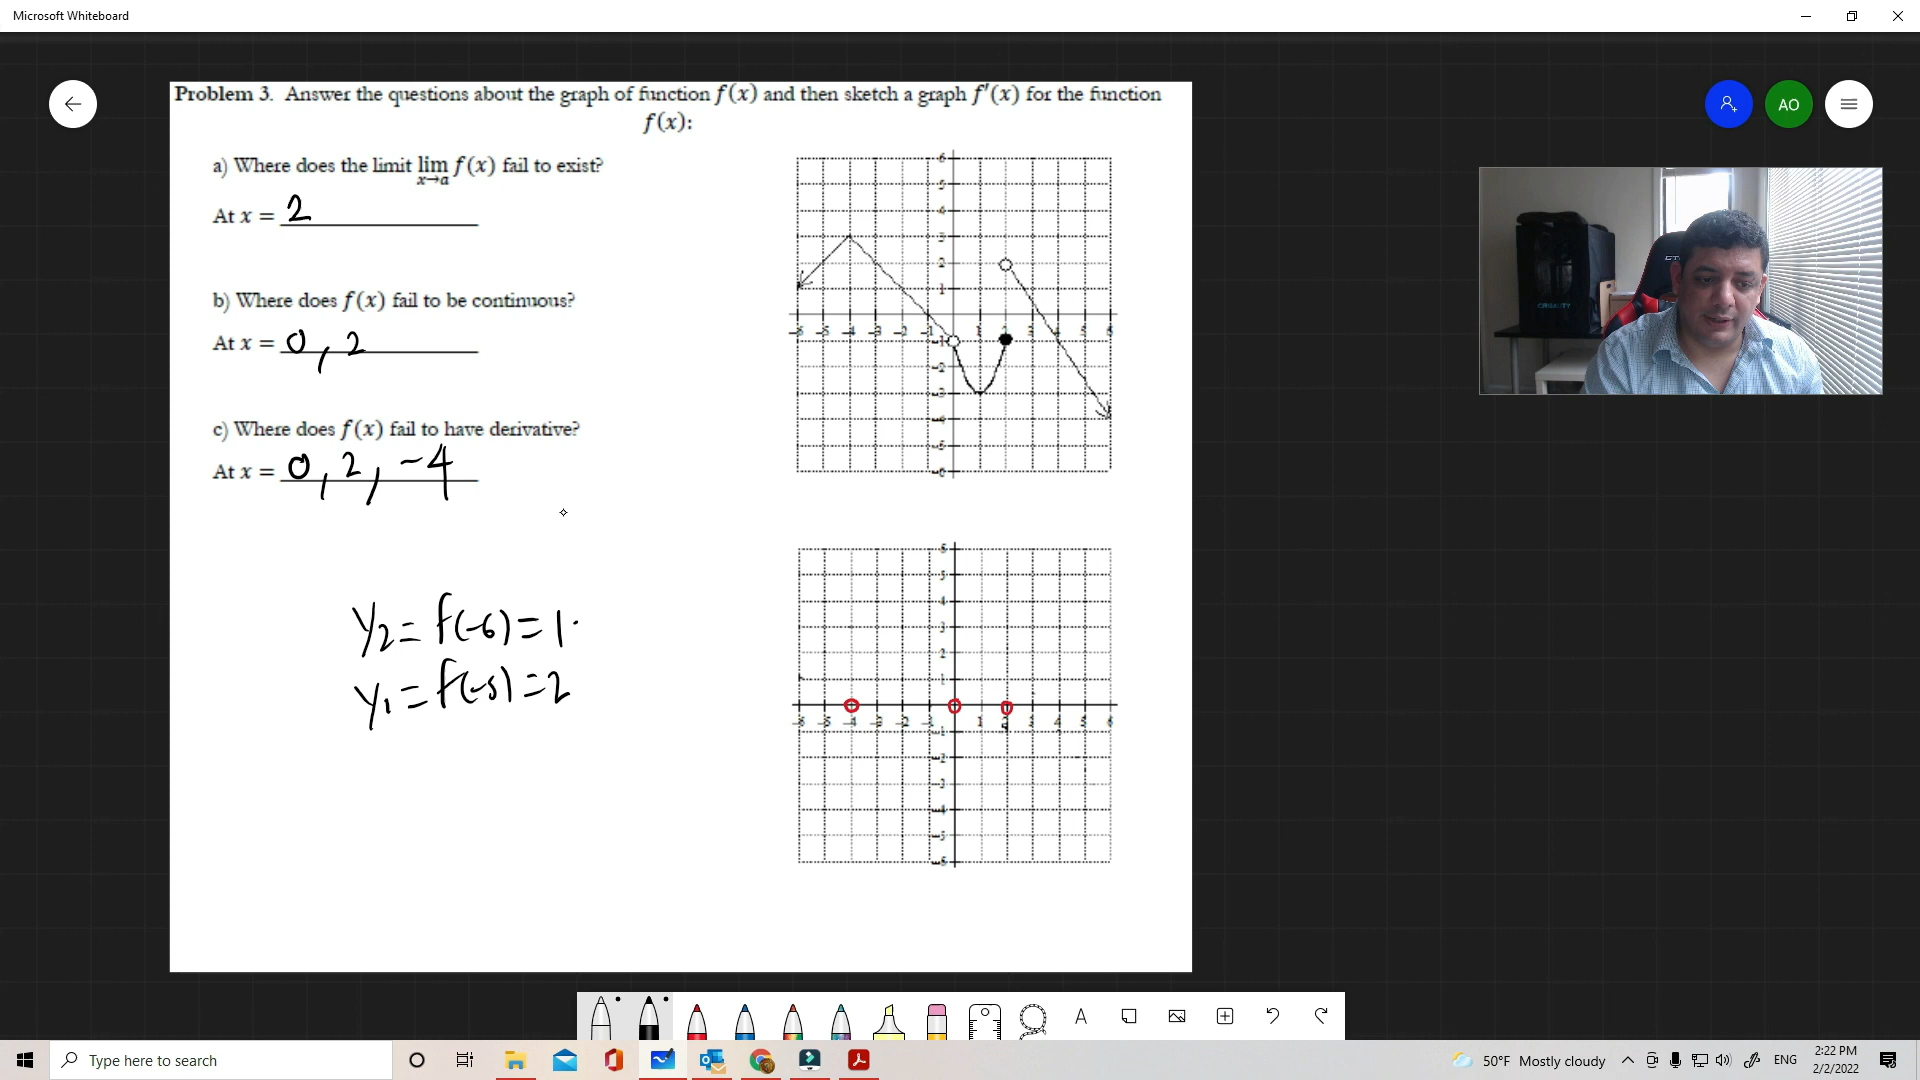 Microsoft Whiteboard
Problem 3. Answer the questions about the graph of function f(x) and then sketch a graph f'(x) for the function
f(x):
a) Where does the limit lim x→a f(x) fail to exist?
At x = 2
b) Where does f(x) fail to be continuous?
At x = 0, 2
c) Where does f(x) fail to have derivative?
At x = 0, 2, -4
y2 = f(-6) = 1
y1 = f(-5) = 2
AO
Type here to search
50°F Mostly cloudy
ENG
2:22 PM
2/2/2022